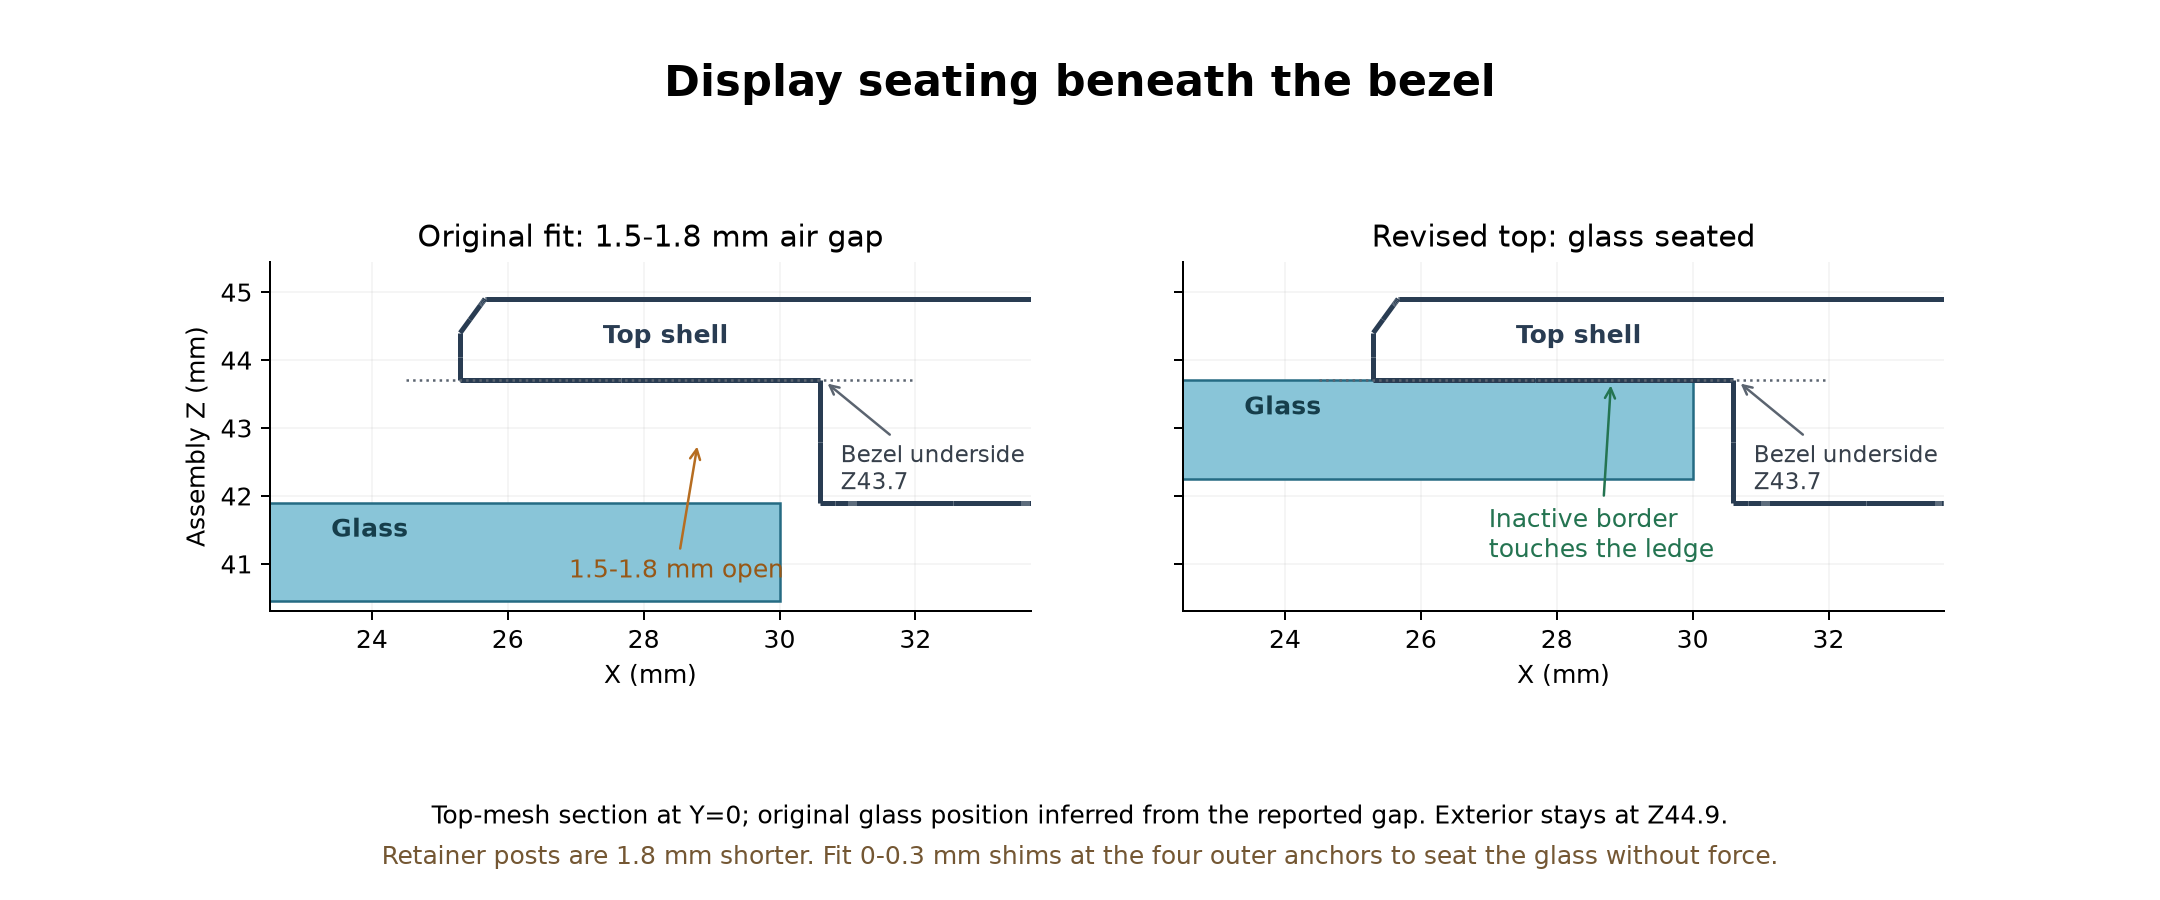 Display seating beneath the bezel
Original fit: 1.5-1.8 mm air gap
45
44
43
42
41
Assembly Z (mm)
Top shell
Bezel underside
Z43.7
Glass
1.5-1.8 mm open
24
26
28
30
32
X (mm)
Revised top: glass seated
Top shell
Glass
Bezel underside
Z43.7
Inactive border
touches the ledge
24
26
28
30
32
X (mm)
Top-mesh section at Y=0; original glass position inferred from the reported gap. Exterior stays at Z44.9.
Retainer posts are 1.8 mm shorter. Fit 0-0.3 mm shims at the four outer anchors to seat the glass without force.